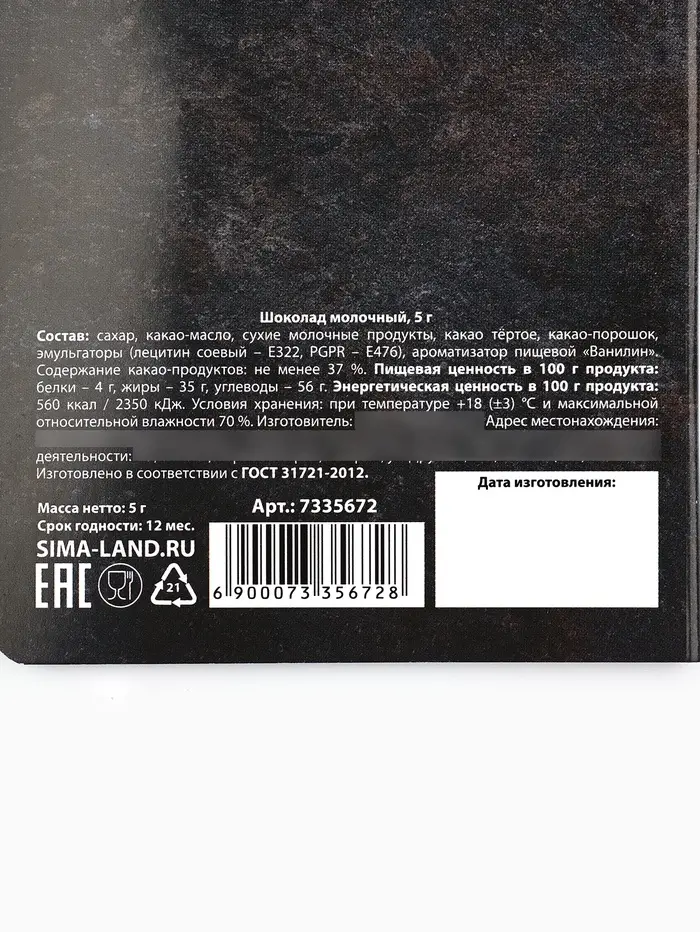 Шоколад молочный, 5 г
Состав: сахар, какао-масло, сухие молочные продукты, какао тёртое, какао-порошок,
эмульгаторы (лецитин соевый – E322, PGPR – E476), ароматизатор пищевой «Ванилин».
Содержание какао-продуктов: не менее 37 %. Пищевая ценность в 100 г продукта:
белки – 4 г, жиры – 35 г, углеводы – 56 г. Энергетическая ценность в 100 г продукта:
560 ккал / 2350 кДж. Условия хранения: при температуре +18 (±3) °C и максимальной
относительной влажности 70 %. Изготовитель: Адрес местонахождения:
деятельности:
Изготовлено в соответствии с ГОСТ 31721-2012.
Масса нетто: 5 г
Срок годности: 12 мес.
SIMA-LAND.RU
EAC
21
Арт.: 7335672
6 900073 356728
Дата изготовления: